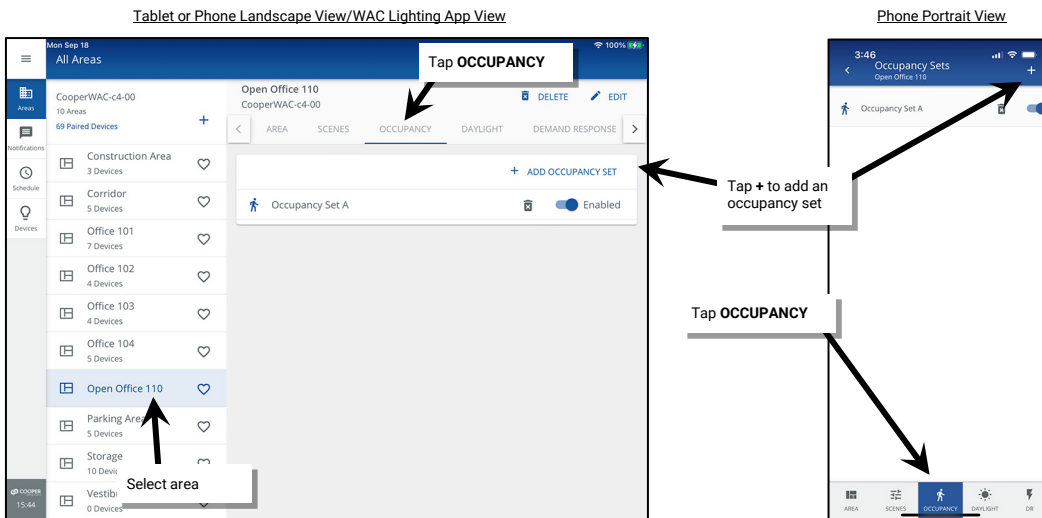 Tablet or Phone Landscape View/WAC Lighting App View
Phone Portrait View
Mon Sep 18
100%
All Areas
Tap OCCUPANCY
Areas
Notifications
Schedule
Devices
COOPER
15:44
CooperWAC-c4-00
10 Areas
69 Paired Devices
+
Construction Area
3 Devices
Corridor
5 Devices
Office 101
7 Devices
Office 102
4 Devices
Office 103
4 Devices
Office 104
5 Devices
Open Office 110
Parking Area
5 Devices
Storage
10 Devic
Select area
Vestib
0 Devices
Open Office 110
CooperWAC-c4-00
DELETE
EDIT
< AREA SCENES OCCUPANCY DAYLIGHT DEMAND RESPONSE >
+ ADD OCCUPANCY SET
Occupancy Set A
Enabled
Tap + to add an
occupancy set
Tap OCCUPANCY
3:46
< Occupancy Sets +
Open Office 110
Occupancy Set A
AREA SCENES OCCUPANCY DAYLIGHT DR